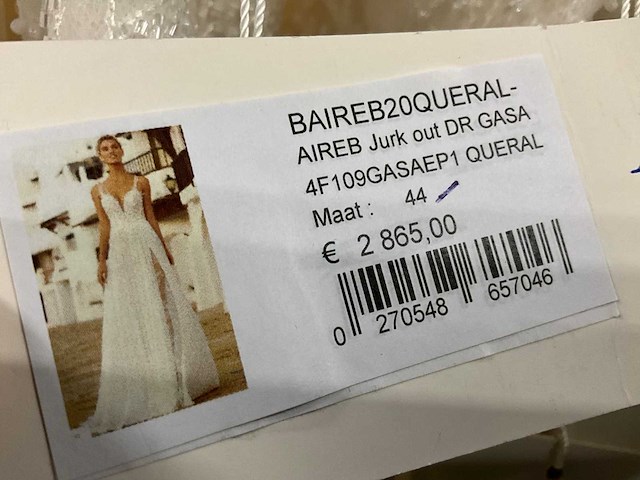 BAIREB20QUERAL-
AIREB Jurk out DR GASA
4F109GASAEP1 QUERAL
Maat : 44
€ 2 865,00
0 270548 657046